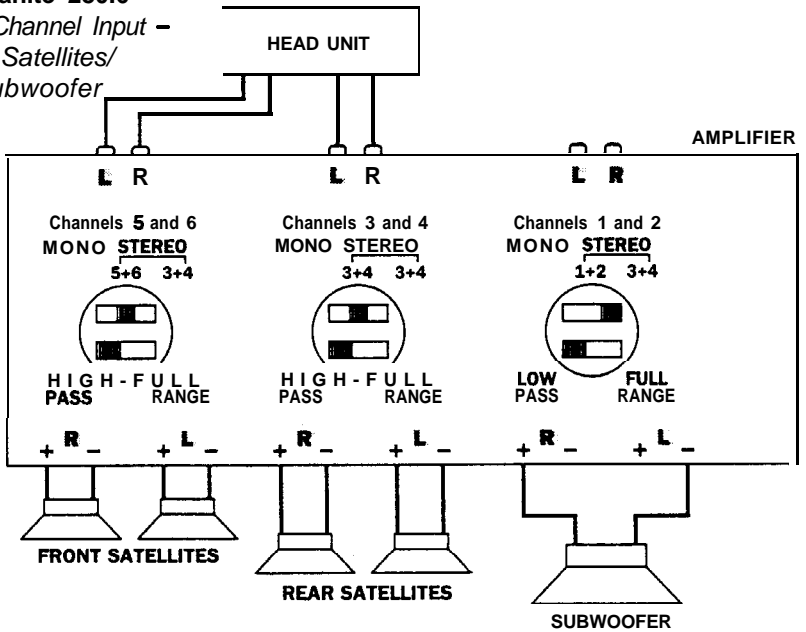 Channel Input –
Satellites/
HEAD UNIT
AMPLIFIER
L R
L R
L R
Channels 5 and 6
Channels 3 and 4
Channels 1 and 2
MONO STEREO
MONO STEREO
MONO STEREO
5+6 3+4
3+4 3+4
1+2 3+4
HIGH-FULL
PASS RANGE
HIGH-FULL
PASS RANGE
LOW FULL
PASS RANGE
+ R – + L –
+ R – + L –
+ R – + L –
FRONT SATELLITES
REAR SATELLITES
SUBWOOFER